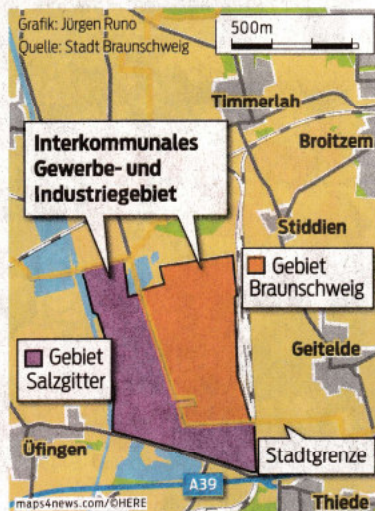 Grafik: Jürgen Runo
Quelle: Stadt Braunschweig
500m
Timmerlah
Broitzem
Interkommunales
Gewerbe- und
Industriegebiet
Stiddien
Gebiet
Braunschweig
Gebiet
Salzgitter
Geitelde
Üfingen
Stadtgrenze
A39
maps4news.com/©HERE
Thiede